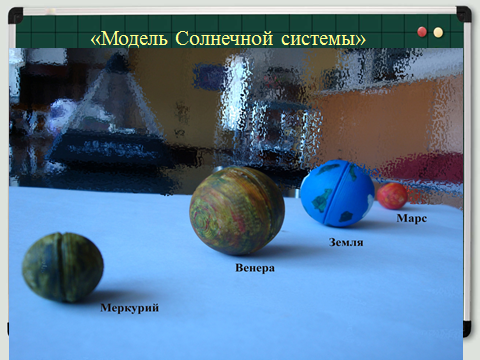 «Модель Солнечной системы»
Марс
Земля
Венера
Меркурий